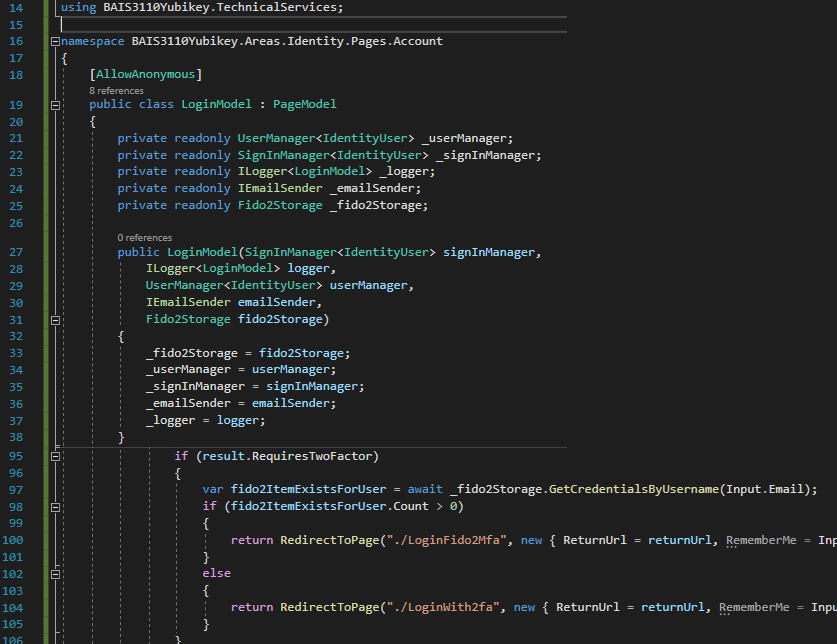 14 using BAIS3110Yubikey.TechnicalServices;
15
16 namespace BAIS3110Yubikey.Areas.Identity.Pages.Account
17 {
18 [AllowAnonymous]
8 references
19 public class LoginModel : PageModel
20 {
21 private readonly UserManager<IdentityUser> _userManager;
22 private readonly SignInManager<IdentityUser> _signInManager;
23 private readonly ILogger<LoginModel> _logger;
24 private readonly IEmailSender _emailSender;
25 private readonly Fido2Storage _fido2Storage;
26
0 references
27 public LoginModel(SignInManager<IdentityUser> signInManager,
28 ILogger<LoginModel> logger,
29 UserManager<IdentityUser> userManager,
30 IEmailSender emailSender,
31 Fido2Storage fido2Storage)
32 {
33 _fido2Storage = fido2Storage;
34 _userManager = userManager;
35 _signInManager = signInManager;
36 _emailSender = emailSender;
37 _logger = logger;
38 }
95 if (result.RequiresTwoFactor)
96 {
97 var fido2ItemExistsForUser = await _fido2Storage.GetCredentialsByUsername(Input.Email);
98 if (fido2ItemExistsForUser.Count > 0)
99 {
100 return RedirectToPage("./LoginFido2Mfa", new { ReturnUrl = returnUrl, RememberMe = Inp
101 }
102 else
103 {
104 return RedirectToPage("./LoginWith2fa", new { ReturnUrl = returnUrl, RememberMe = Inpu
105 }
106 }